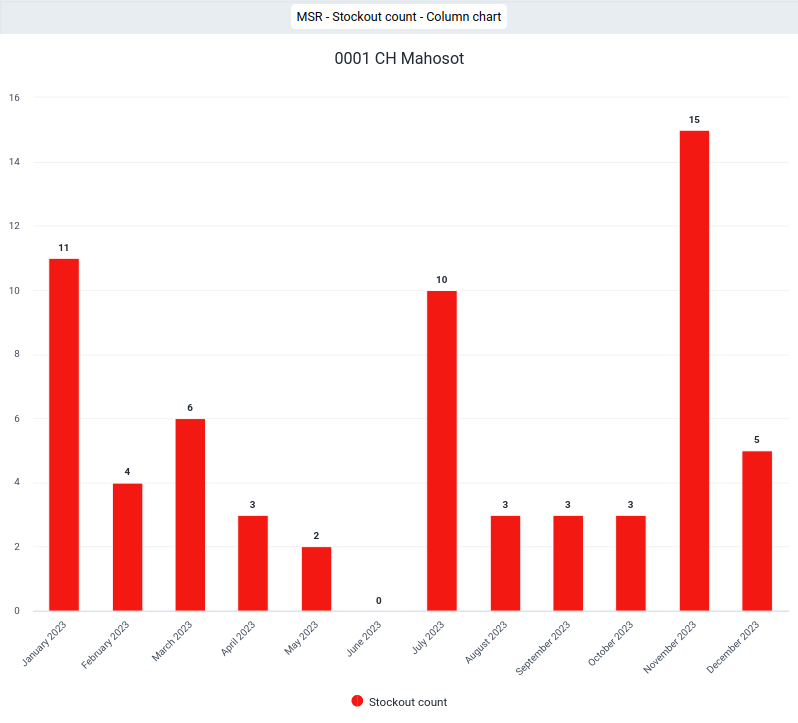 MSR - Stockout count - Column chart
0001 CH Mahosot
16
14
12
10
8
6
4
2
0
11
4
6
3
2
0
10
3
3
3
15
5
January 2023
February 2023
March 2023
April 2023
May 2023
June 2023
July 2023
August 2023
September 2023
October 2023
November 2023
December 2023
Stockout count